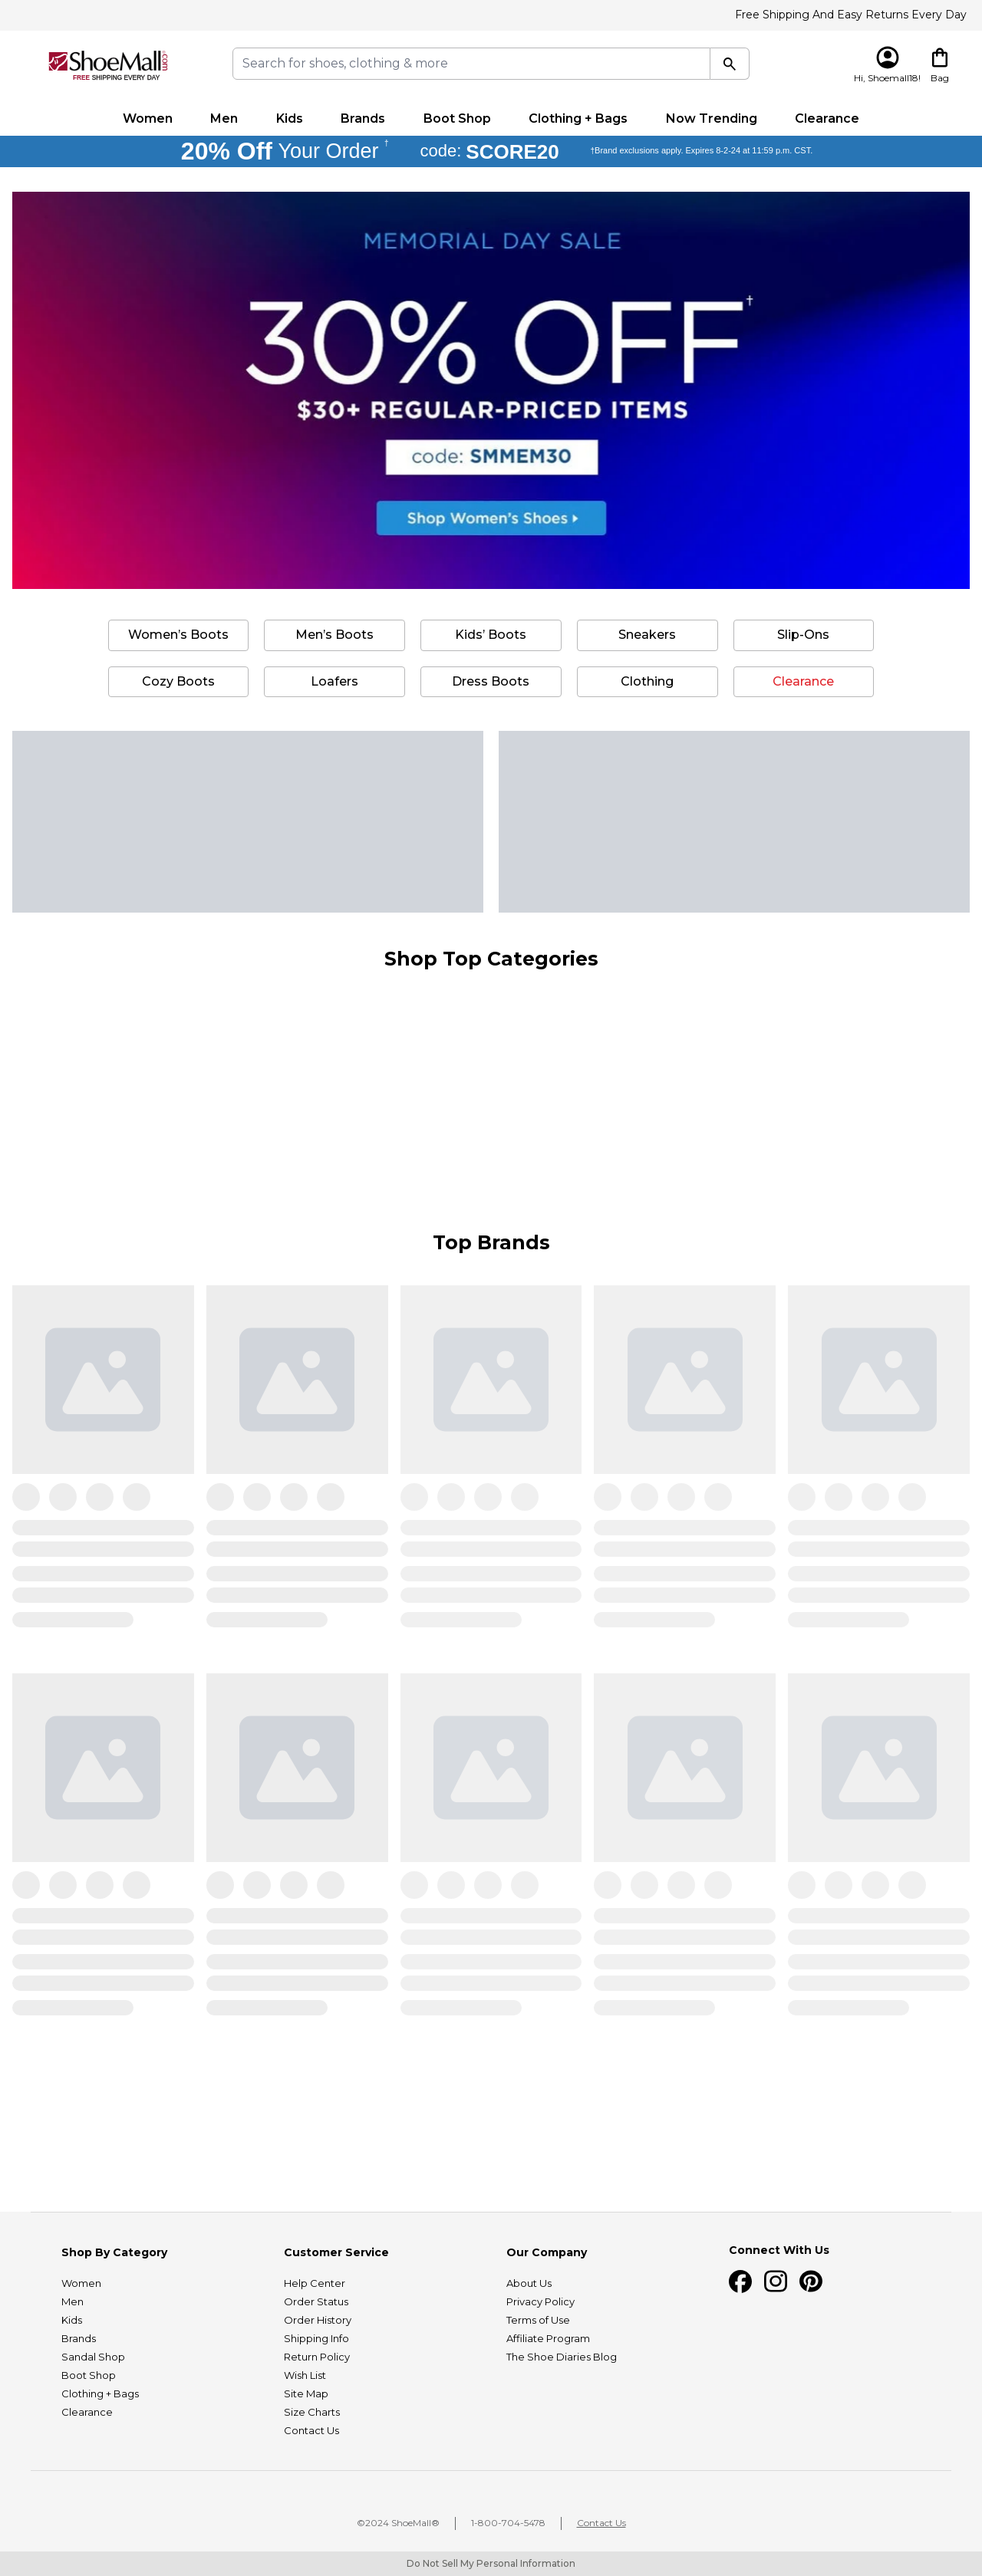 Free Shipping And Easy Returns Every Day
ShoeMall.com
FREE SHIPPING EVERY DAY
Search for shoes, clothing & more
Hi, Shoemall18!
Bag
Women Men Kids Brands Boot Shop Clothing + Bags Now Trending Clearance
20% Off Your Order † code: SCORE20 †Brand exclusions apply. Expires 8-2-24 at 11:59 p.m. CST.
MEMORIAL DAY SALE
30% OFF†
$30+ REGULAR-PRICED ITEMS
code: SMMEM30
Shop Women's Shoes
Women's Boots Men's Boots Kids' Boots Sneakers Slip-Ons
Cozy Boots Loafers Dress Boots Clothing Clearance
Shop Top Categories
Top Brands
Shop By Category
Women
Men
Kids
Brands
Sandal Shop
Boot Shop
Clothing + Bags
Clearance
Customer Service
Help Center
Order Status
Order History
Shipping Info
Return Policy
Wish List
Site Map
Size Charts
Contact Us
Our Company
About Us
Privacy Policy
Terms of Use
Affiliate Program
The Shoe Diaries Blog
Connect With Us
©2024 ShoeMall® 1-800-704-5478 Contact Us
Do Not Sell My Personal Information